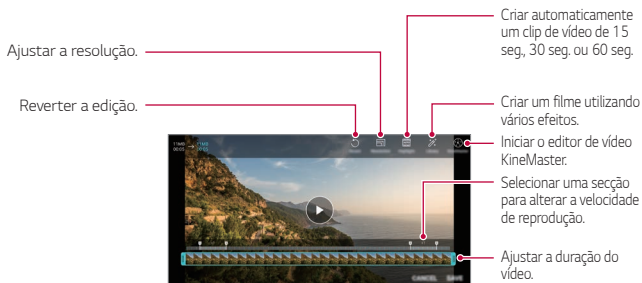 Criar automaticamente
um clip de vídeo de 15
seg., 30 seg. ou 60 seg.
Ajustar a resolução.
Reverter a edição.
Criar um filme utilizando
vários efeitos.
Iniciar o editor de vídeo
KineMaster.
Selecionar uma secção
para alterar a velocidade
de reprodução.
Ajustar a duração do
vídeo.
CANCEL SAVE